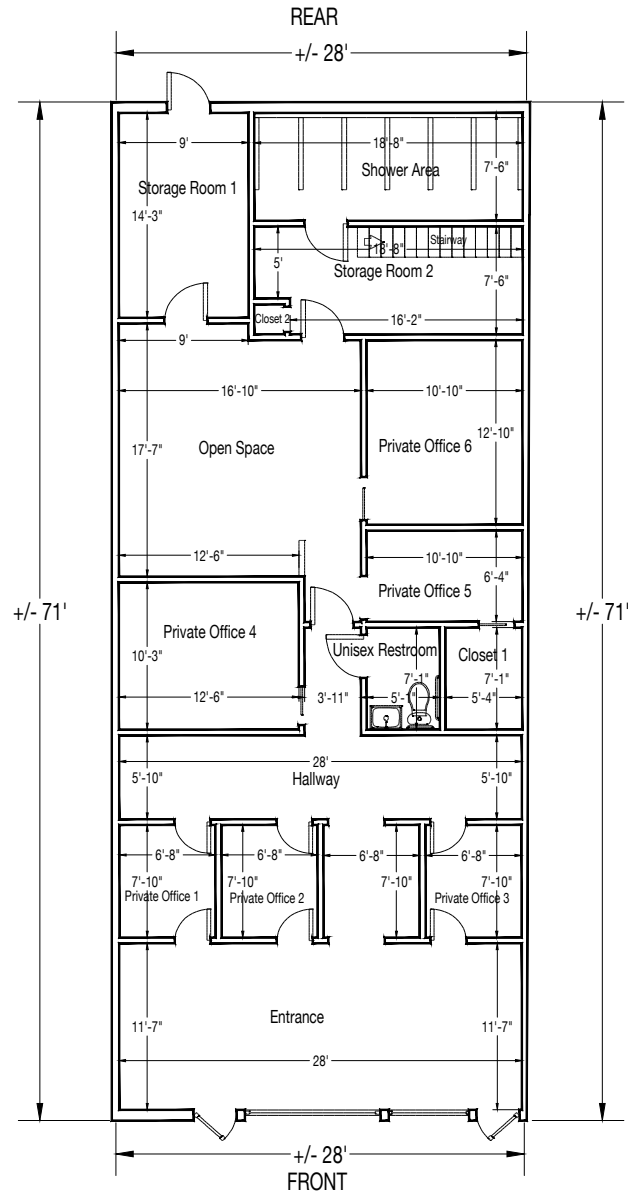 REAR
+/- 28'
9'
18'-8"
Shower Area
7'-6"
Storage Room 1
14'-3"
Stairway
18'-8"
5'
Storage Room 2
7'-6"
Closet 2
16'-2"
9'
16'-10"
10'-10"
12'-10"
Open Space
Private Office 6
17'-7"
12'-6"
10'-10"
6'-4"
Private Office 5
+/- 71'
+/- 71'
Private Office 4
Unisex Restroom
Closet 1
10'-3"
7'-1"
7'-1"
12'-6"
3'-11"
5'-1"
5'-4"
28'
5'-10"
Hallway
5'-10"
6'-8"
6'-8"
6'-8"
6'-8"
7'-10"
7'-10"
7'-10"
7'-10"
Private Office 1
Private Office 2
Private Office 3
Entrance
11'-7"
11'-7"
28'
+/- 28'
FRONT